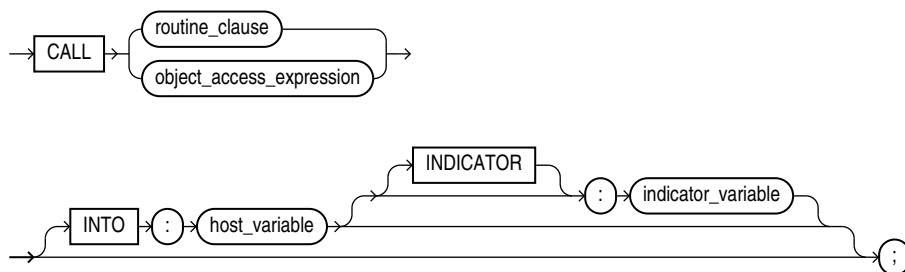 CALL
routine_clause
object_access_expression
INDICATOR
: indicator_variable
INTO : host_variable
;